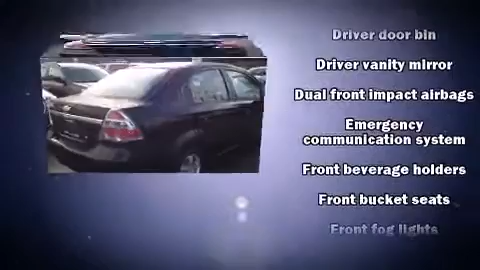 Driver door bin
Driver vanity mirror
Dual front impact airbags
Emergency
communication system
Front beverage holders
Front bucket seats
Front fog lights